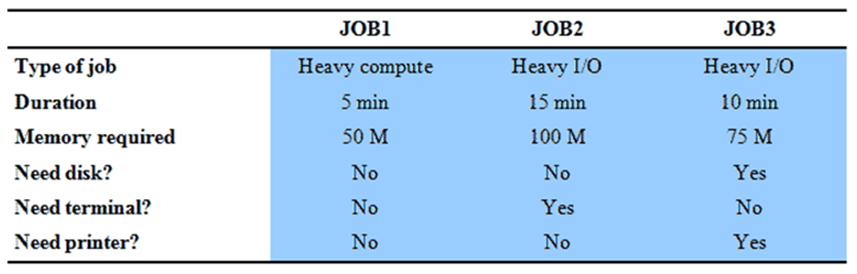 JOB1 JOB2 JOB3
Type of job Heavy compute Heavy I/O Heavy I/O
Duration 5 min 15 min 10 min
Memory required 50 M 100 M 75 M
Need disk? No No Yes
Need terminal? No Yes No
Need printer? No No Yes